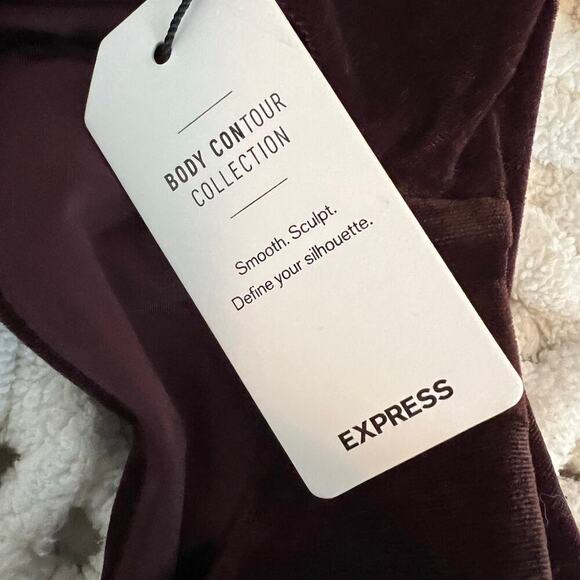 BODY CONTOUR
COLLECTION
Smooth. Sculpt.
Define your silhouette.
EXPRESS